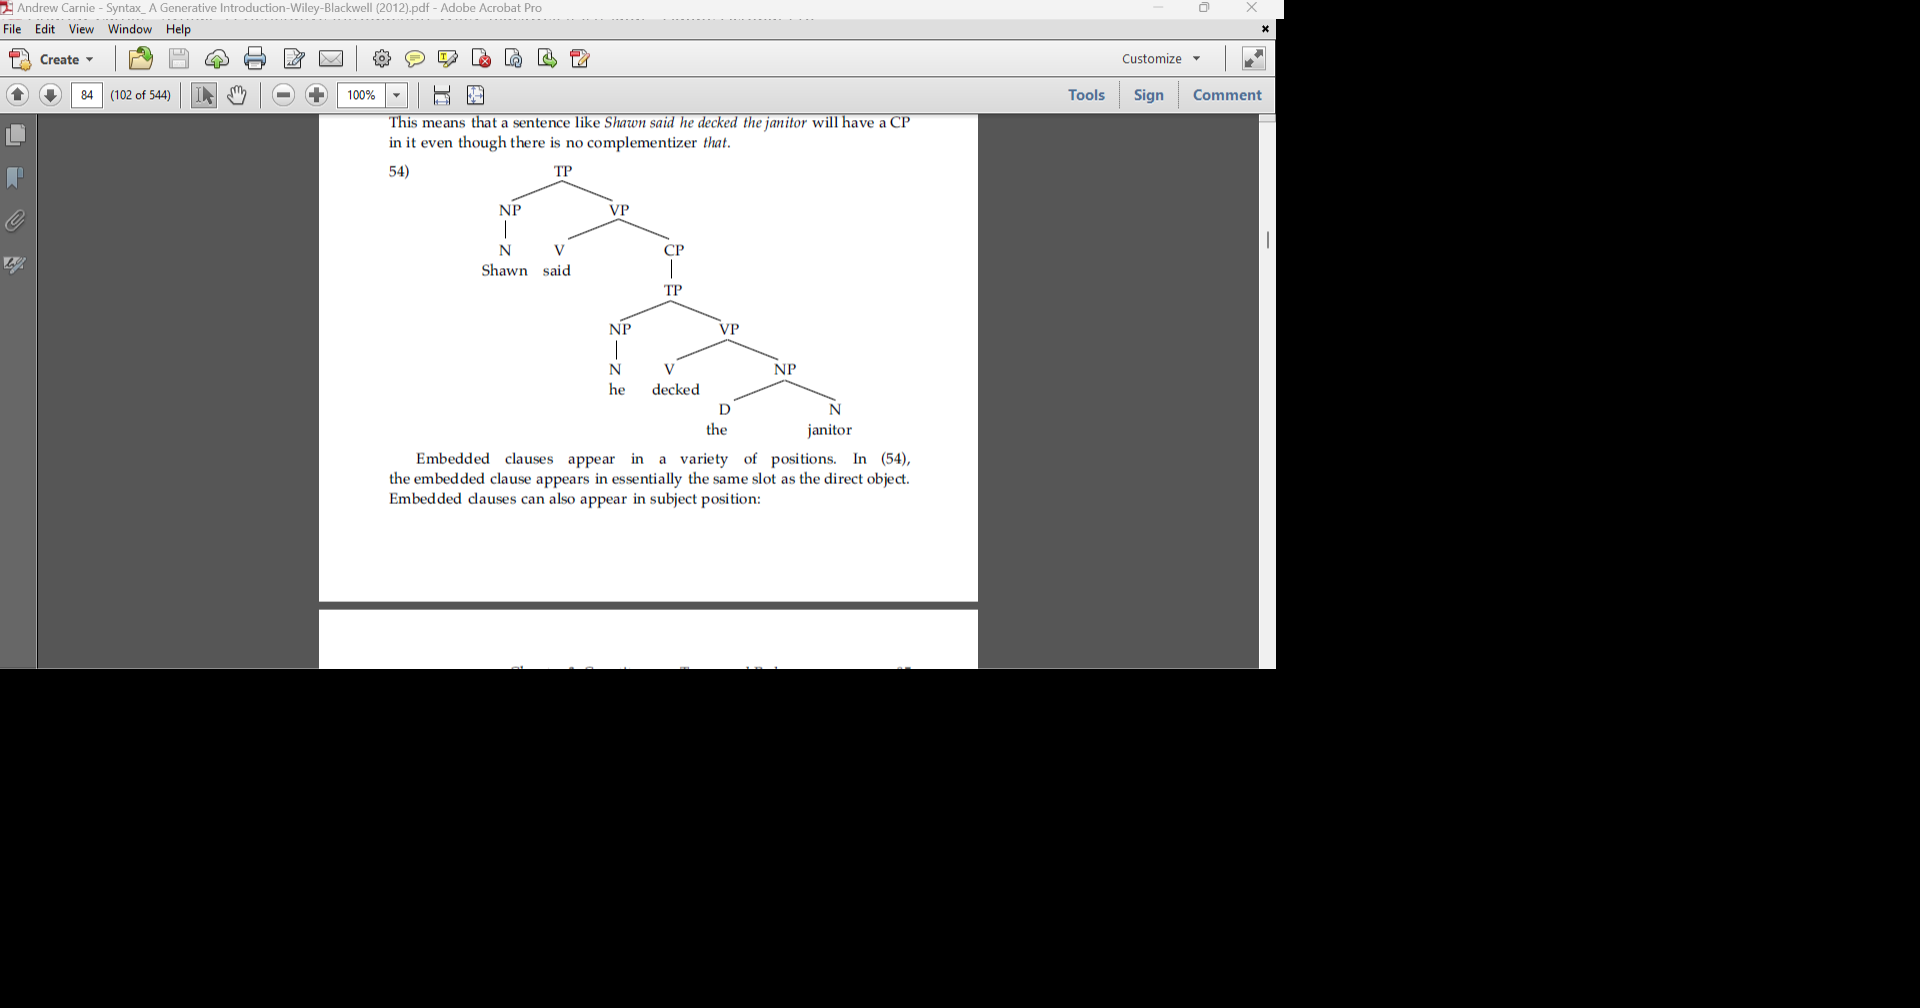 Andrew Carnie - Syntax_ A Generative Introduction-Wiley-Blackwell (2012).pdf - Adobe Acrobat Pro
File Edit View Window Help
Create Customize
84 (102 of 544) 100% Tools Sign Comment
This means that a sentence like Shawn said he decked the janitor will have a CP
in it even though there is no complementizer that.
54) TP
NP VP
N V CP
Shawn said
TP
NP VP
N V NP
he decked
D N
the janitor
Embedded clauses appear in a variety of positions. In (54),
the embedded clause appears in essentially the same slot as the direct object.
Embedded clauses can also appear in subject position: